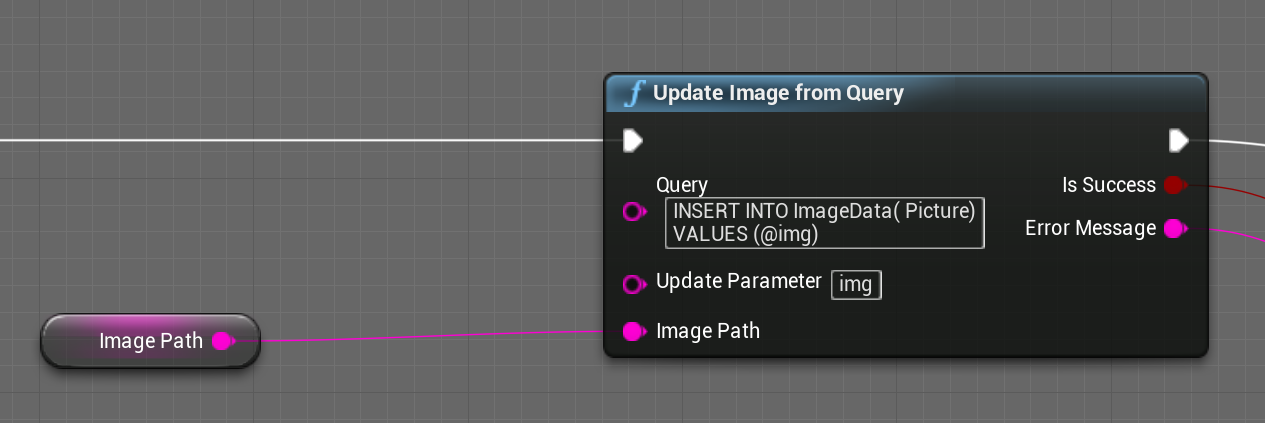 Update Image from Query
Query
INSERT INTO ImageData( Picture)
VALUES (@img)
Is Success
Error Message
Update Parameter img
Image Path
Image Path